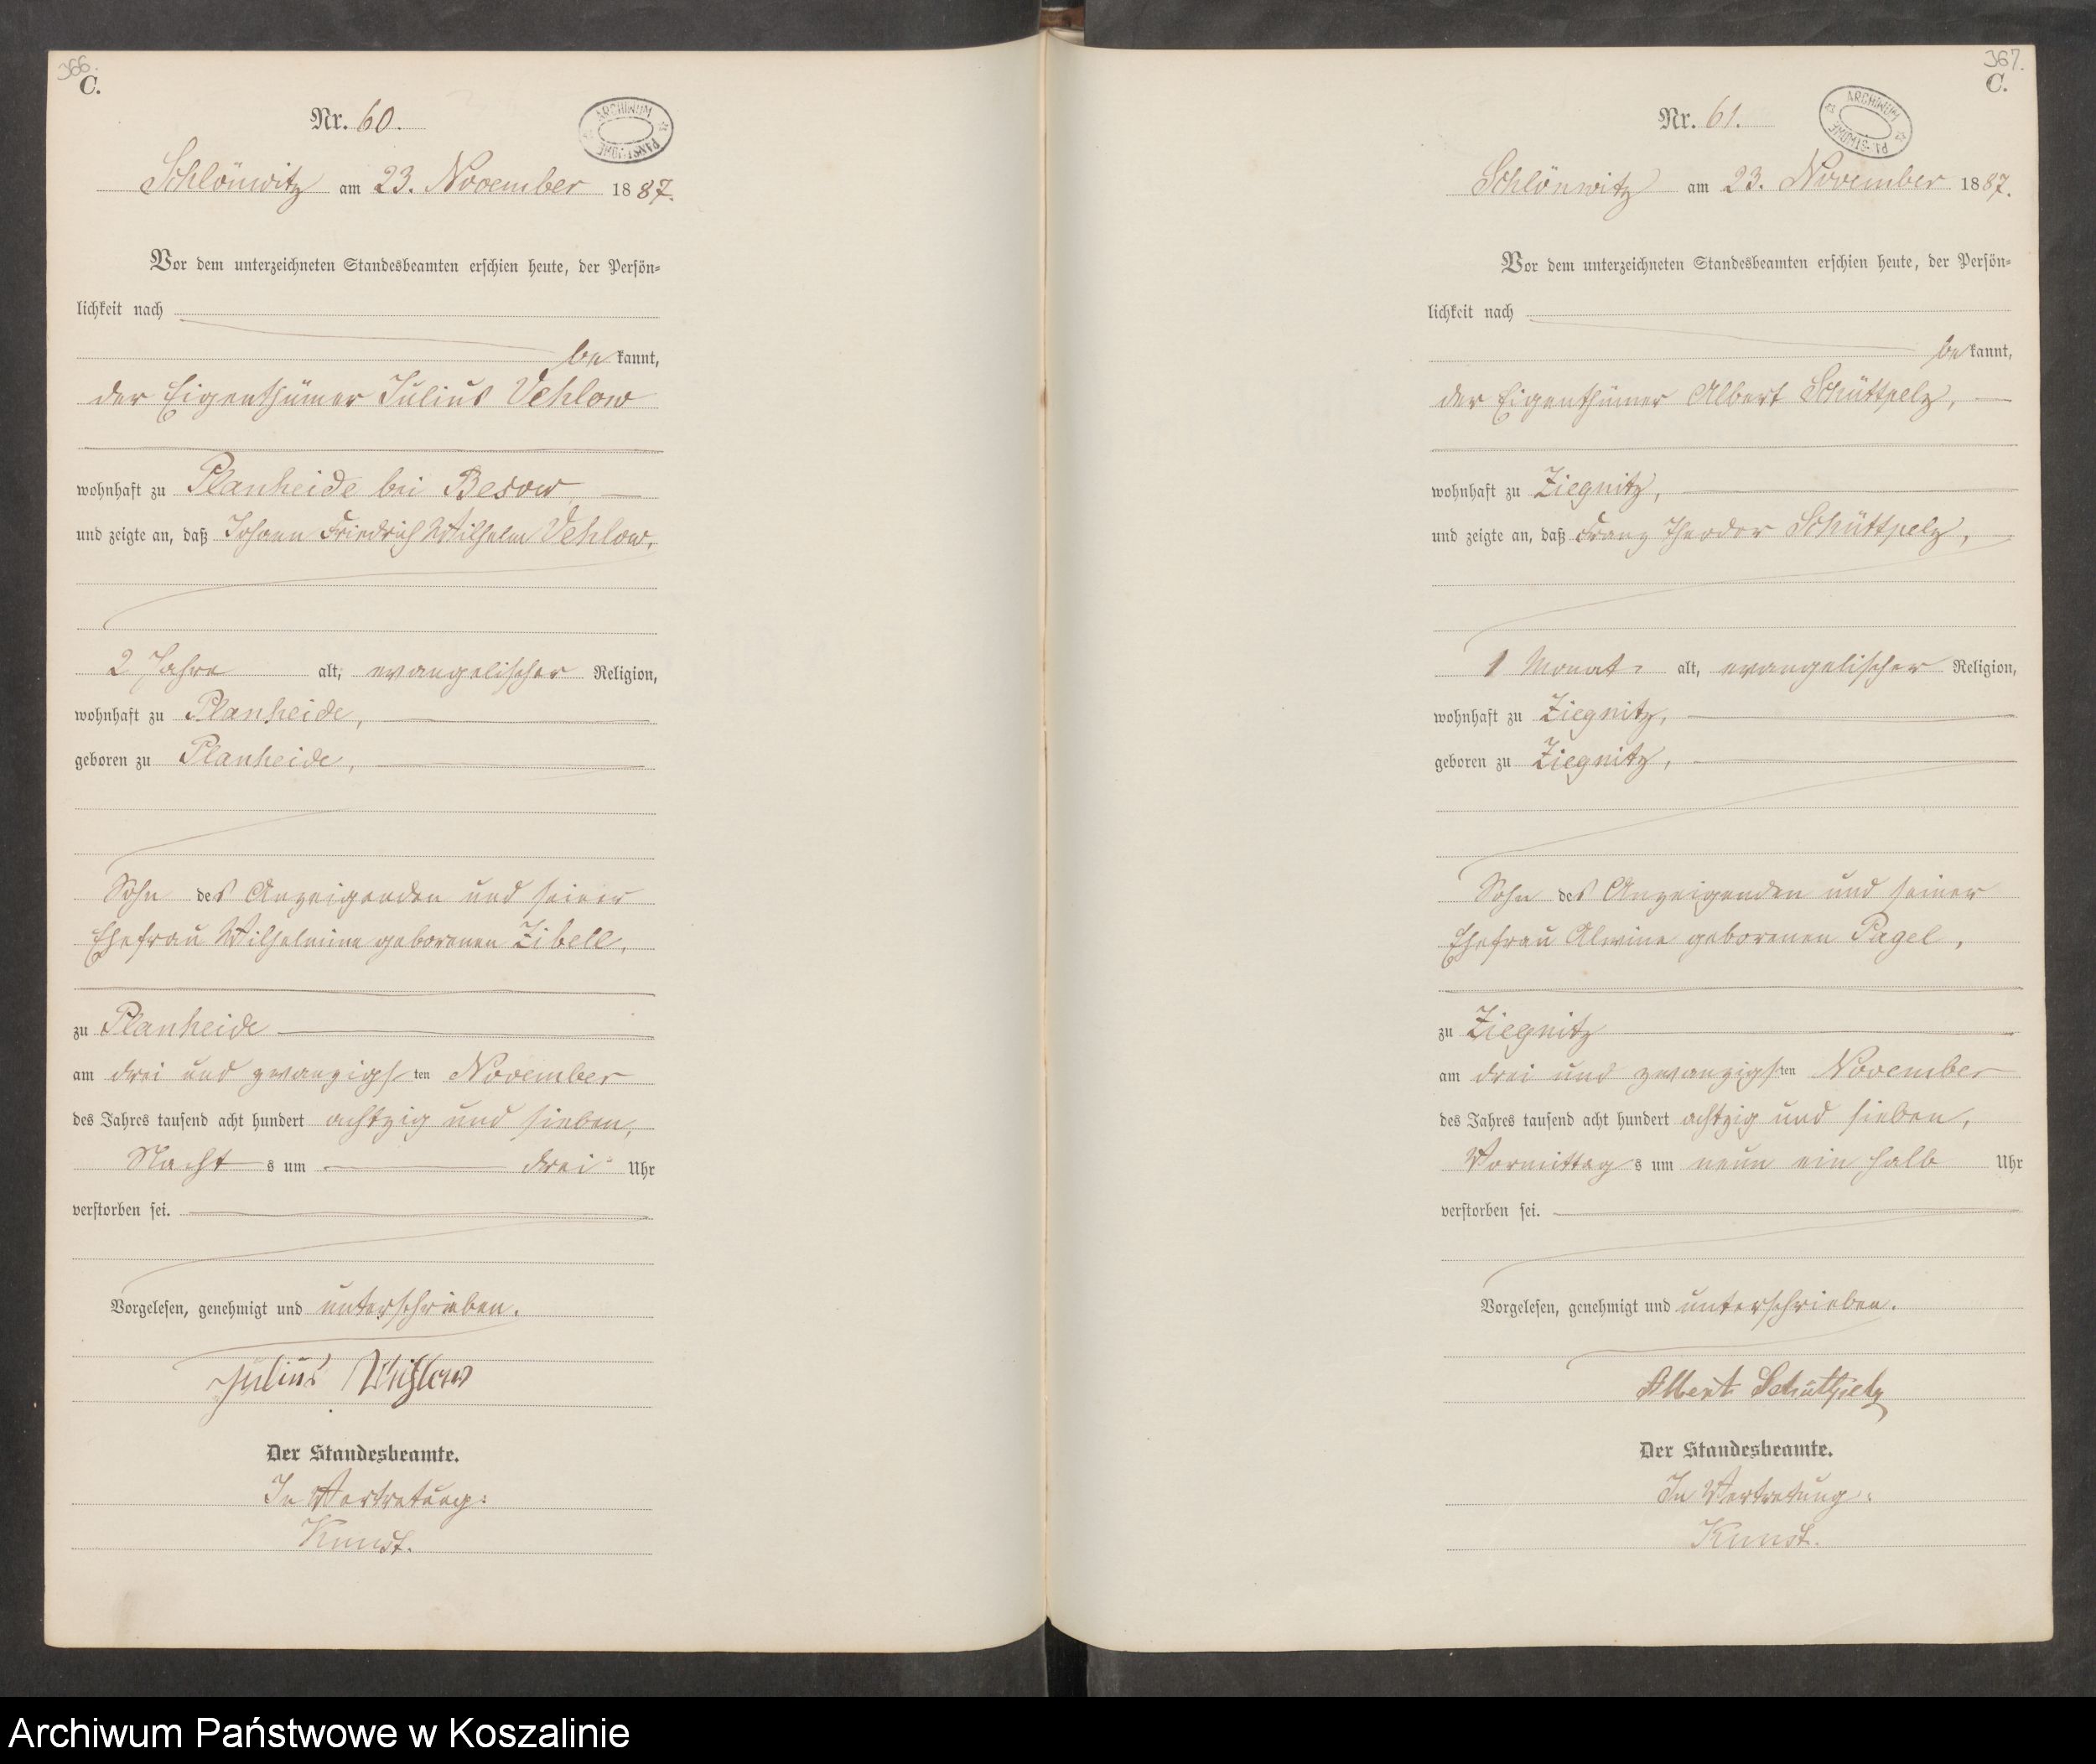 366.
C.
Nr. 60.
ARCHIWUM PAŃSTWOWE
Schlönwitz am 23. November 1887.
Vor dem unterzeichneten Standesbeamten erschien heute, der Persön-
lichkeit nach
bekannt,
der Eigenthümer Julius Vehlow
wohnhaft zu Planheide bei Besow
und zeigte an, daß Johann Friedrich Wilhelm Vehlow,
2 Jahre alt, evangelischer Religion,
wohnhaft zu Planheide,
geboren zu Planheide,
Sohn des Anzeigenden und seiner
Ehefrau Wilhelmine geborenen Zibell,
zu Planheide
am drei und zwanzigsten November
des Jahres tausend acht hundert achtzig und sieben,
Nachts um drei Uhr
verstorben sei.
Vorgelesen, genehmigt und unterschrieben.
Julius Vehlow
Der Standesbeamte.
In Vertretung:
Kunst.
367.
C.
Nr. 61.
ARCHIWUM PAŃSTWOWE
Schlönwitz am 23. November 1887.
Vor dem unterzeichneten Standesbeamten erschien heute, der Persön-
lichkeit nach
bekannt,
der Eigenthümer Albert Schüttpelz,
wohnhaft zu Ziegnitz,
und zeigte an, daß Franz Theodor Schüttpelz,
1 Monat alt, evangelischer Religion,
wohnhaft zu Ziegnitz,
geboren zu Ziegnitz,
Sohn des Anzeigenden und seiner
Ehefrau Alwine geborenen Pagel,
zu Ziegnitz
am drei und zwanzigsten November
des Jahres tausend acht hundert achtzig und sieben,
Vormittags um neun ein halb Uhr
verstorben sei.
Vorgelesen, genehmigt und unterschrieben.
Albert Schüttpelz
Der Standesbeamte.
In Vertretung:
Kunst.
Archiwum Państwowe w Koszalinie